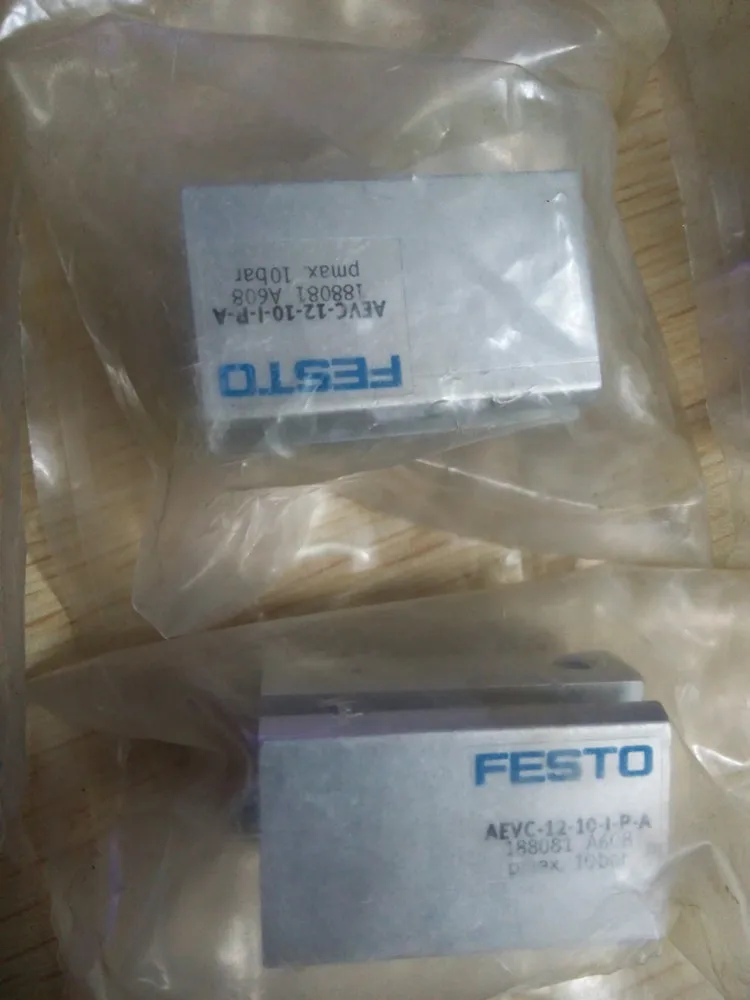 FESTO
AEVC-12-10-I-P-A
188081 A608
pmax. 10bar
FESTO
AEVC-12-10-I-P-A
188081 A608
pmax. 10bar